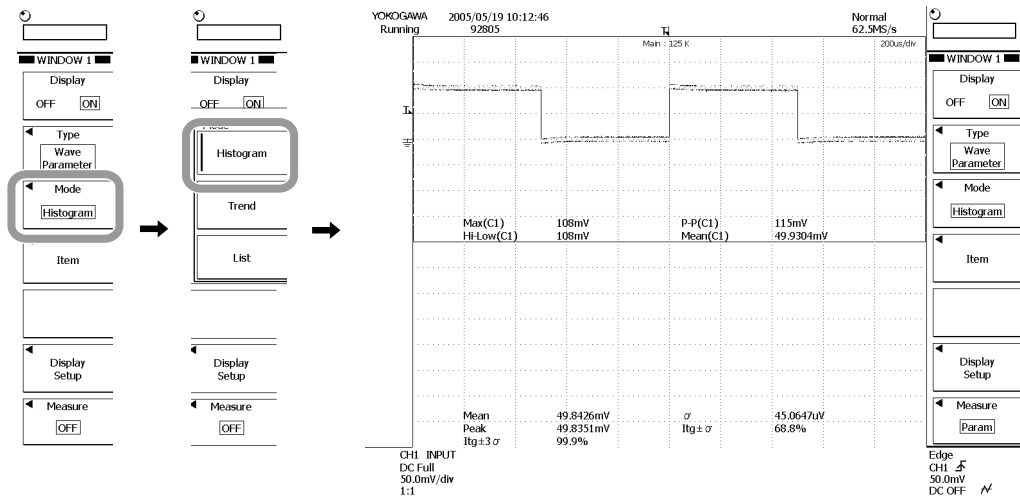 WINDOW 1
Display
OFF ON
Type
Wave
Parameter
Mode
Histogram
Item
Display
Setup
Measure
OFF
WINDOW 1
Display
OFF ON
Histogram
Trend
List
Display
Setup
Measure
OFF
YOKOGAWA 2005/05/19 10:12:46
Running 92805
Normal
62.5MS/s
Main : 125 K
200us/div
T
T
Max(C1) 108mV P-P(C1) 115mV
Hi-Low(C1) 108mV Mean(C1) 49.9304mV
Mean 49.8426mV σ 45.0647uV
Peak 49.8351mV Itg±σ 68.8%
Itg±3σ 99.9%
CH1 INPUT
DC Full
50.0mV/div
1:1
WINDOW 1
Display
OFF ON
Type
Wave
Parameter
Mode
Histogram
Item
Display
Setup
Measure
Param
Edge
CH1
50.0mV
DC OFF